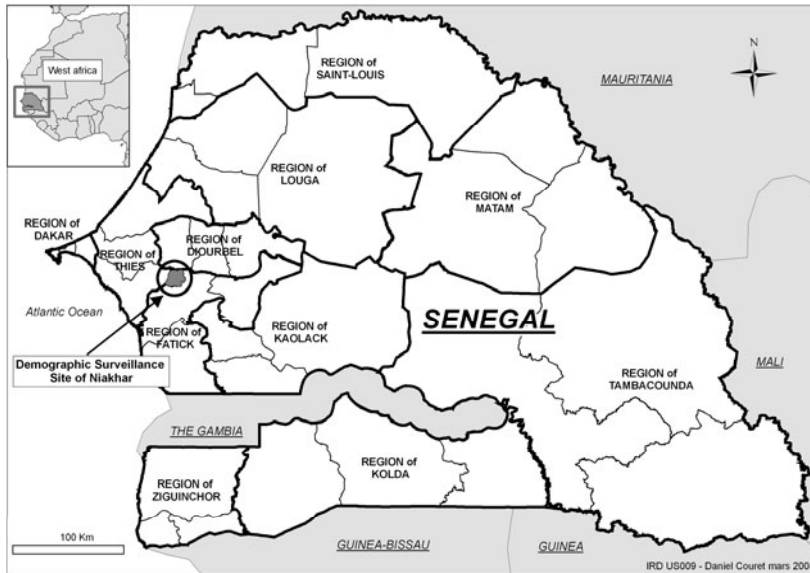 West africa
N
REGION of
SAINT-LOUIS
MAURITANIA
REGION of
LOUGA
REGION of
MATAM
REGION of
DAKAR
REGION of
THIES
REGION of
DIOURBEL
Atlantic Ocean
SENEGAL
REGION of
FATICK
REGION of
KAOLACK
Demographic Surveillance
Site of Niakhar
REGION of
TAMBACOUNDA
MALI
THE GAMBIA
REGION of
ZIGUINCHOR
REGION of
KOLDA
100 Km
GUINEA-BISSAU
GUINEA
IRD US009 - Daniel Couret mars 200